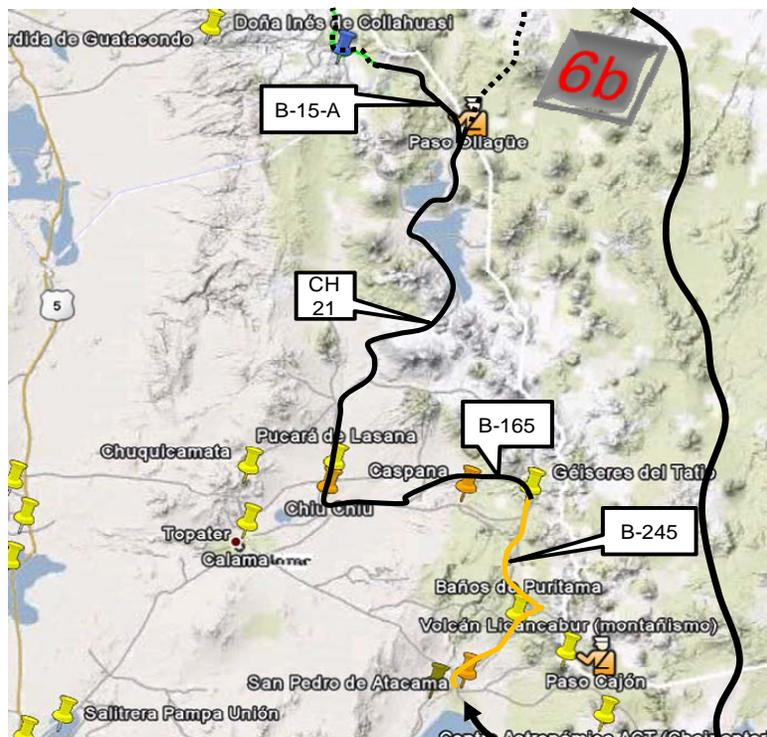 Doña Inés de Collahuasi
rdida de Guatacondo
6b
B-15-A
Paso Ollagüe
CH
21
5
B-165
Pucará de Lasana
Chuquicamata
Caspana
Géiseres del Tatio
Chiu Chiu
B-245
Topater
Calama
Baños de Puritama
Volcán Licancabur (montañismo)
San Pedro de Atacama
Paso Cajón
Salitrera Pampa Unión